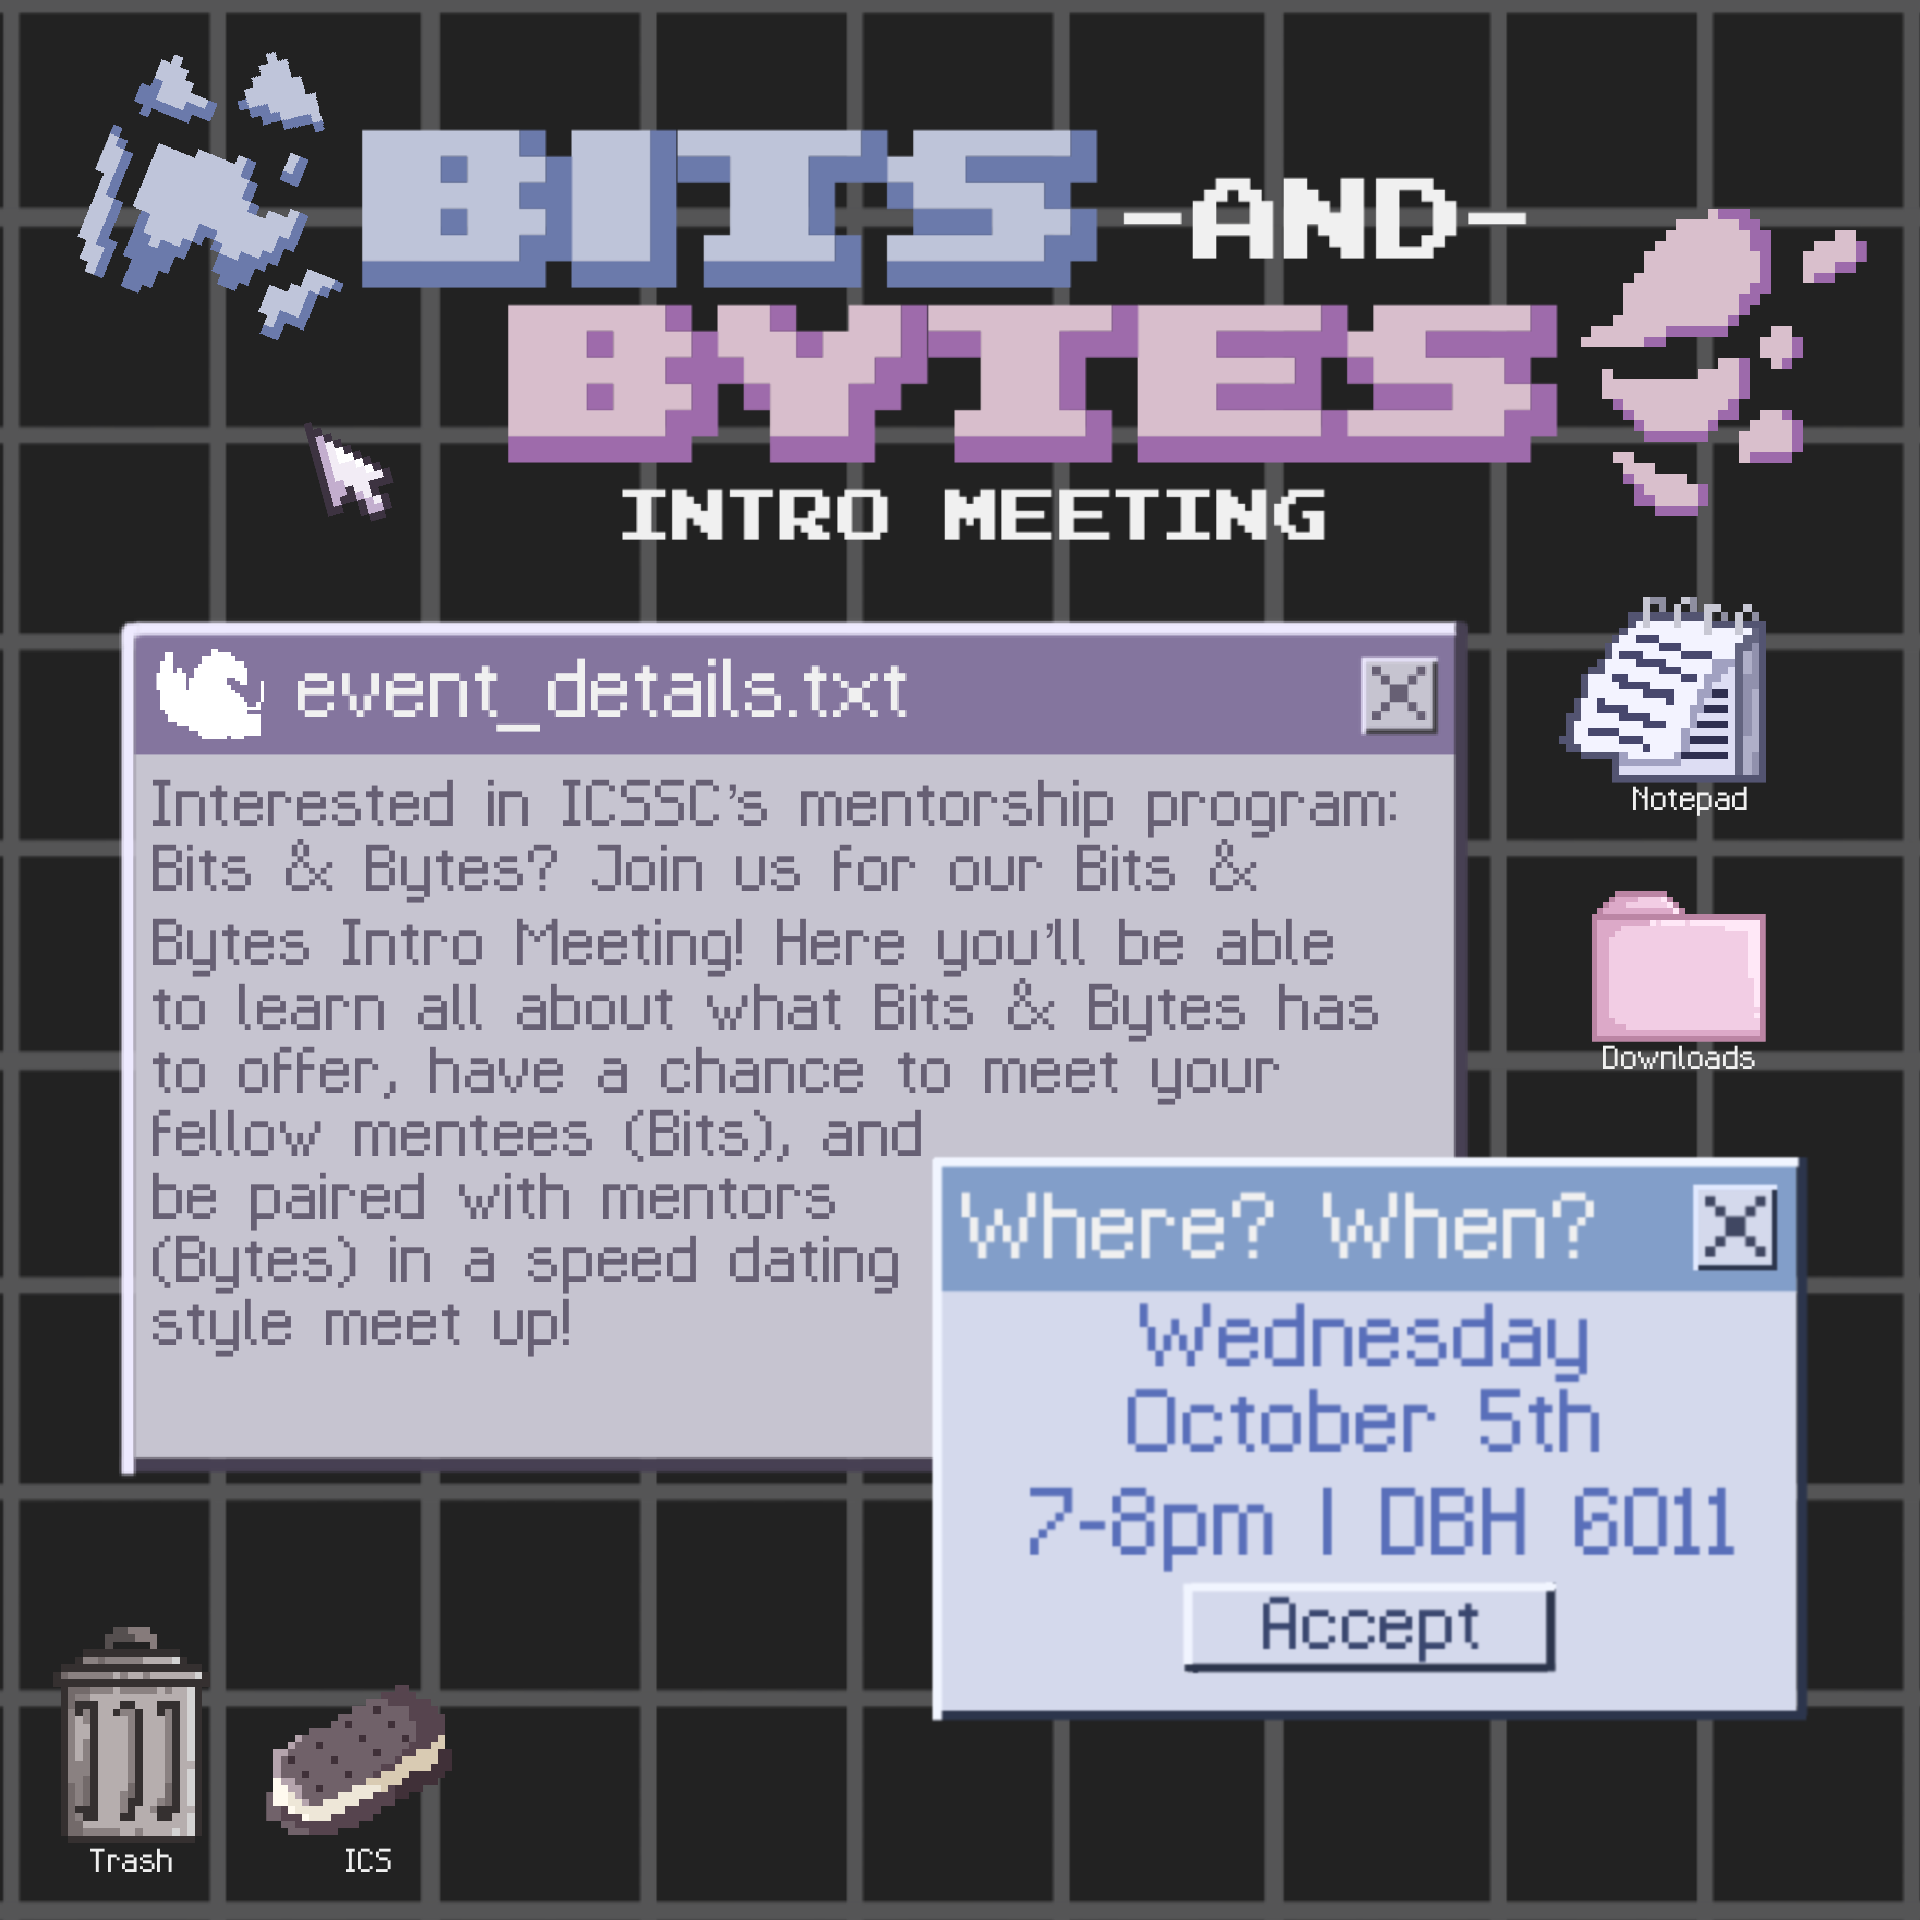 BITS
-AND-
BYTES
INTRO MEETING
event_details.txt
Interested in ICSSC's mentorship program:
Bits & Bytes? Join us for our Bits &
Bytes Intro Meeting! Here you'll be able
to learn all about what Bits & Bytes has
to offer, have a chance to meet your
fellow mentees (Bits), and
be paired with mentors
(Bytes) in a speed dating
style meet up!
Notepad
Downloads
Where? When?
Wednesday
October 5th
7-8pm | DBH 6011
Accept
Trash
ICS